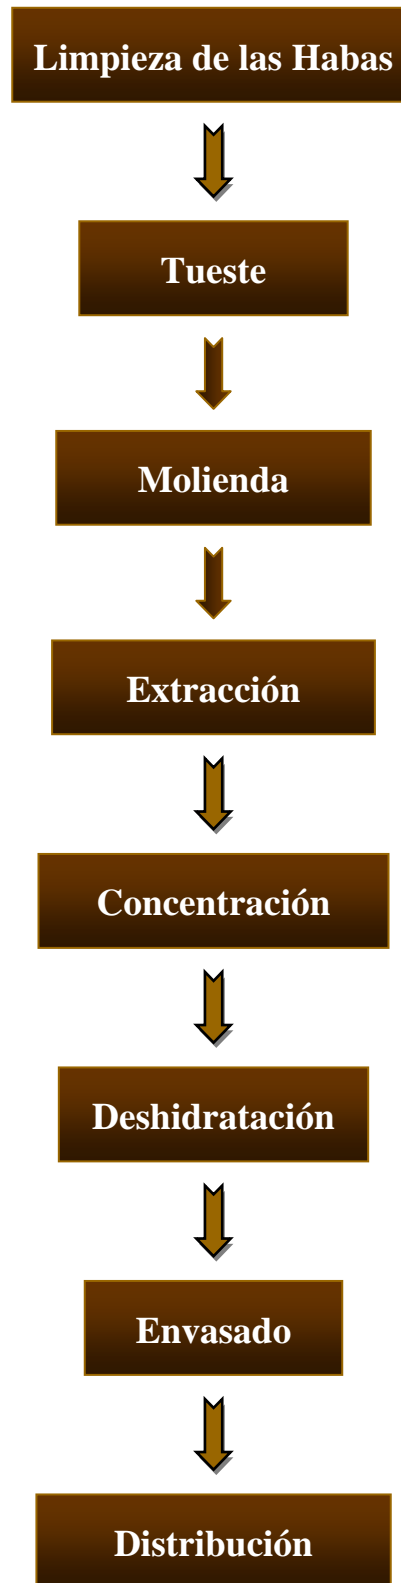 Limpieza de las Habas
Tueste
Molienda
Extracción
Concentración
Deshidratación
Envasado
Distribución